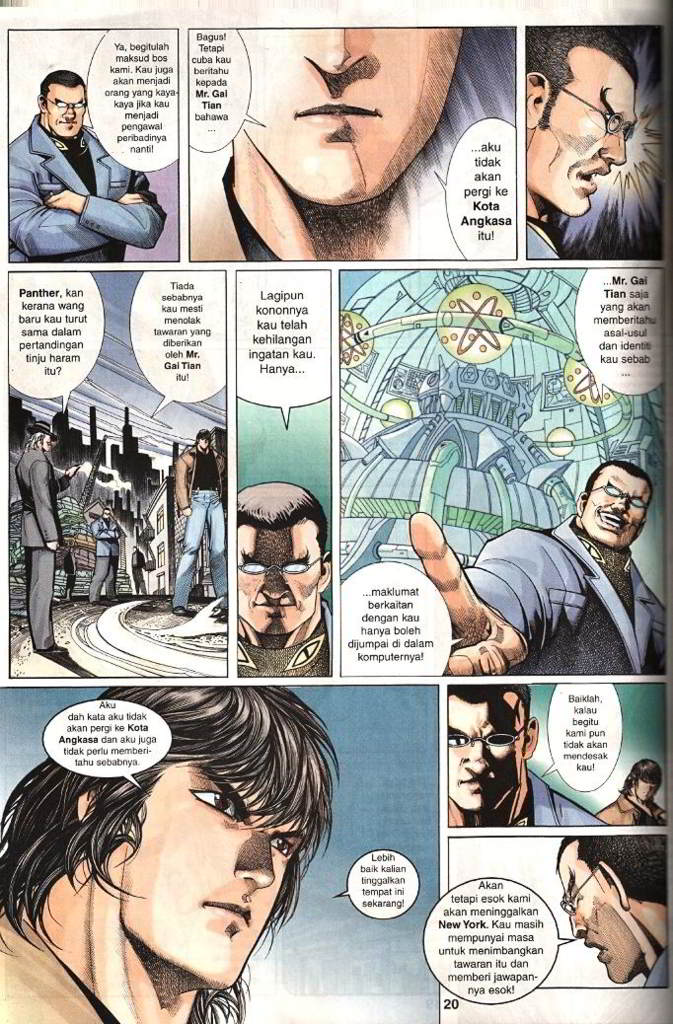 Ya, begitulah
maksud bos
kami. Kau juga
akan menjadi
orang yang kaya-
kaya jika kau
menjadi
pengawal
peribadinya
nanti!
Bagus!
Tetapi
cuba kau
beritahu
kepada
Mr. Gai
Tian
bahawa
...
...aku
tidak
akan
pergi ke
Kota
Angkasa
itu!
Panther, kan
kerana wang
baru kau turut
sama dalam
pertandingan
tinju haram
itu?
Tiada
sebabnya
kau mesti
menolak
tawaran yang
diberikan
oleh Mr.
Gai Tian
itu!
Lagipun
kononnya
kau telah
kehilangan
ingatan kau.
Hanya...
...Mr. Gai
Tian saja
yang akan
memberitahu
asal-usul
dan identiti
kau sebab
...
...maklumat
berkaitan
dengan kau
hanya boleh
dijumpai di dalam
komputernya!
Aku
dah kata aku tidak
akan pergi ke Kota
Angkasa dan aku juga
tidak perlu memberi-
tahu sebabnya.
Lebih
baik kalian
tinggalkan
tempat ini
sekarang!
Baiklah,
kalau
begitu
kami pun
tidak akan
mendesak
kau!
Akan
tetapi esok kami
akan meninggalkan
New York. Kau masih
mempunyai masa
untuk menimbangkan
tawaran itu dan
memberi jawapan-
nya esok!
20